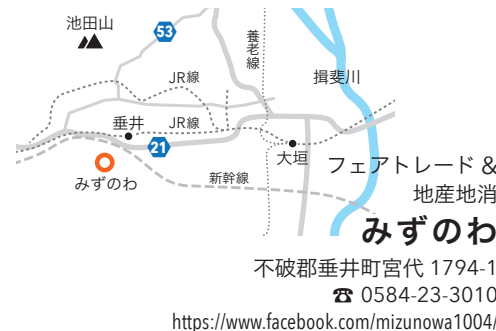 池田山
53
養老線
JR線
揖斐川
垂井
JR線
21
大垣
みずのわ
新幹線
フェアトレード &
地産地消
みずのわ
不破郡垂井町宮代 1794-1
☎ 0584-23-3010
https://www.facebook.com/mizunowa1004/